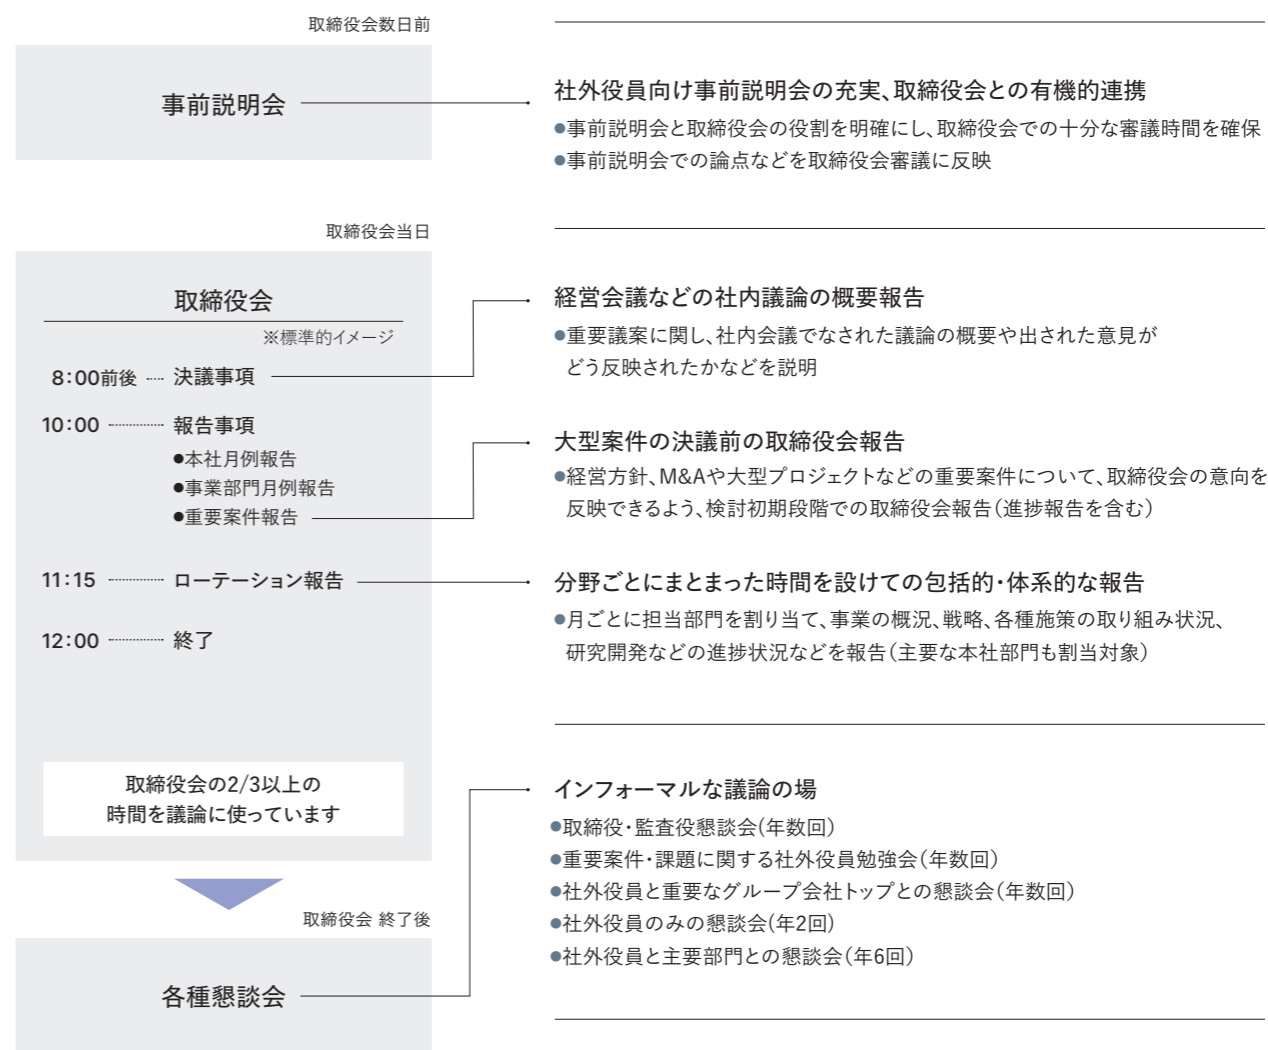 取締役会数日前
事前説明会
社外役員向け事前説明会の充実、取締役会との有機的連携
●事前説明会と取締役会の役割を明確にし、取締役会での十分な審議時間を確保
●事前説明会での論点などを取締役会審議に反映
取締役会当日
取締役会
※標準的イメージ
8:00前後 決議事項
10:00 報告事項
●本社月例報告
●事業部門月例報告
●重要案件報告
11:15 ローテーション報告
12:00 終了
取締役会の2/3以上の
時間を議論に使っています
経営会議などの社内議論の概要報告
●重要議案に関し、社内会議でなされた議論の概要や出された意見が
どう反映されたかなどを説明
大型案件の決議前の取締役会報告
●経営方針、M&Aや大型プロジェクトなどの重要案件について、取締役会の意向を
反映できるよう、検討初期段階での取締役会報告(進捗報告を含む)
分野ごとにまとまった時間を設けての包括的・体系的な報告
●月ごとに担当部門を割り当て、事業の概況、戦略、各種施策の取り組み状況、
研究開発などの進捗状況などを報告(主要な本社部門も割当対象)
取締役会 終了後
各種懇談会
インフォーマルな議論の場
●取締役・監査役懇談会(年数回)
●重要案件・課題に関する社外役員勉強会(年数回)
●社外役員と重要なグループ会社トップとの懇談会(年数回)
●社外役員のみの懇談会(年2回)
●社外役員と主要部門との懇談会(年6回)